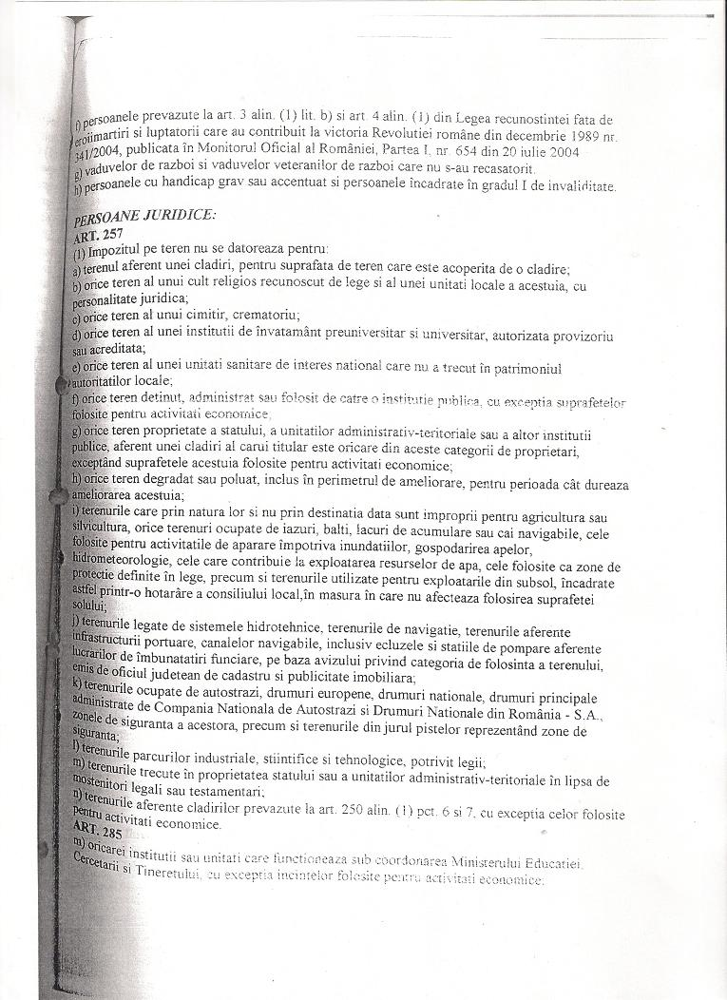 f) persoanele prevazute la art. 3 alin. (1) lit. b) si art. 4 alin. (1) din Legea recunostintei fata de
eroiimartiri si luptatorii care au contribuit la victoria Revolutiei române din decembrie 1989 nr.
341/2004, publicata în Monitorul Oficial al României, Partea I, nr. 654 din 20 iulie 2004
g) vaduvelor de razboi si vaduvelor veteranilor de razboi care nu s-au recasatorit.
h) persoanele cu handicap grav sau accentuat si persoanele încadrate în gradul I de invaliditate.
PERSOANE JURIDICE:
ART. 257
(1) Impozitul pe teren nu se datoreaza pentru:
a) terenul aferent unei cladiri, pentru suprafata de teren care este acoperita de o cladire;
b) orice teren al unui cult religios recunoscut de lege si al unei unitati locale a acestuia, cu
personalitate juridica;
c) orice teren al unui cimitir, crematoriu;
d) orice teren al unei institutii de învatamânt preuniversitar si universitar, autorizata provizoriu
sau acreditata;
e) orice teren al unei unitati sanitare de interes national care nu a trecut în patrimoniul
autoritatilor locale;
f) orice teren detinut, administrat sau folosit de catre o institutie publica, cu exceptia suprafetelor
folosite pentru activitati economice;
g) orice teren proprietate a statului, a unitatilor administrativ-teritoriale sau a altor institutii
publice, aferent unei cladiri al carui titular este oricare din aceste categorii de proprietari,
exceptând suprafetele acestuia folosite pentru activitati economice;
h) orice teren degradat sau poluat, inclus în perimetrul de ameliorare, pentru perioada cât dureaza
ameliorarea acestuia;
i) terenurile care prin natura lor si nu prin destinatia data sunt improprii pentru agricultura sau
silvicultura, orice terenuri ocupate de iazuri, balti, lacuri de acumulare sau cai navigabile, cele
folosite pentru activitatile de aparare împotriva inundatiilor, gospodarirea apelor,
hidrometeorologie, cele care contribuie la exploatarea resurselor de apa, cele folosite ca zone de
protectie definite în lege, precum si terenurile utilizate pentru exploatarile din subsol, încadrate
astfel printr-o hotarâre a consiliului local,în masura în care nu afecteaza folosirea suprafetei
solului;
j) terenurile legate de sistemele hidrotehnice, terenurile de navigatie, terenurile aferente
infrastructurii portuare, canalelor navigabile, inclusiv ecluzele si statiile de pompare aferente
lucrarilor de îmbunatatiri funciare, pe baza avizului privind categoria de folosinta a terenului,
emis de oficiul judetean de cadastru si publicitate imobiliara;
k) terenurile ocupate de autostrazi, drumuri europene, drumuri nationale, drumuri principale
administrate de Compania Nationala de Autostrazi si Drumuri Nationale din România - S.A.,
zonele de siguranta a acestora, precum si terenurile din jurul pistelor reprezentând zone de
siguranta;
l) terenurile parcurilor industriale, stiintifice si tehnologice, potrivit legii;
m) terenurile trecute în proprietatea statului sau a unitatilor administrativ-teritoriale în lipsa de
mostenitori legali sau testamentari;
n) terenurile aferente cladirilor prevazute la art. 250 alin. (1) pct. 6 si 7, cu exceptia celor folosite
pentru activitati economice.
ART. 285
m) oricarei institutii sau unitati care functioneaza sub coordonarea Ministerului Educatiei,
Cercetarii si Tineretului, cu exceptia incintelor folosite pentru activitati economice;